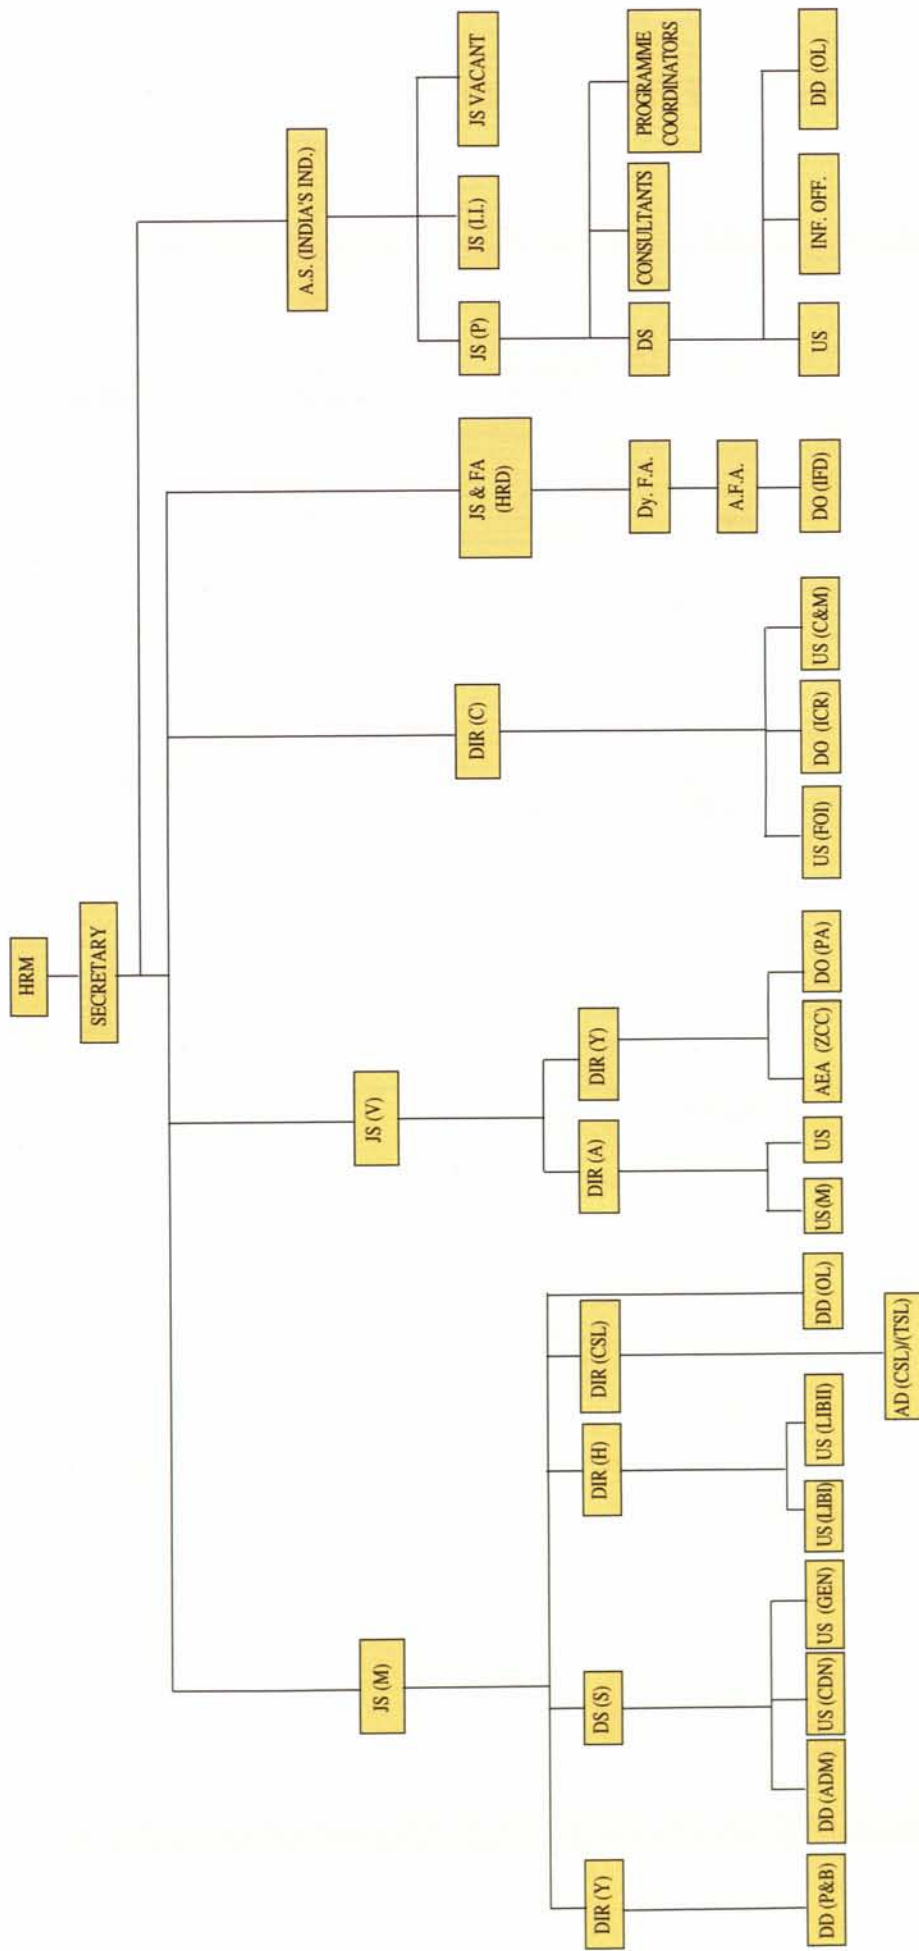 HRM
SECRETARY
A.S. (INDIA'S IND.)
JS (M)
JS (V)
DIR (C)
JS & FA
(HRD)
JS (P)
JS (I.I.)
JS VACANT
DIR (Y)
DS (S)
DIR (H)
DIR (CSL)
DIR (A)
DIR (Y)
Dy. F.A.
DS
CONSULTANTS
PROGRAMME
COORDINATORS
A.F.A.
DD (P&B)
DD (ADM)
US (CDN)
US (GEN)
US (LIBI)
US (LIBII)
DD (OL)
US (M)
US
AEA (ZCC)
DO (PA)
US (FOI)
DO (ICR)
US (C&M)
DO (IFD)
US
INF. OFF.
DD (OL)
AD (CSL)/(TSL)